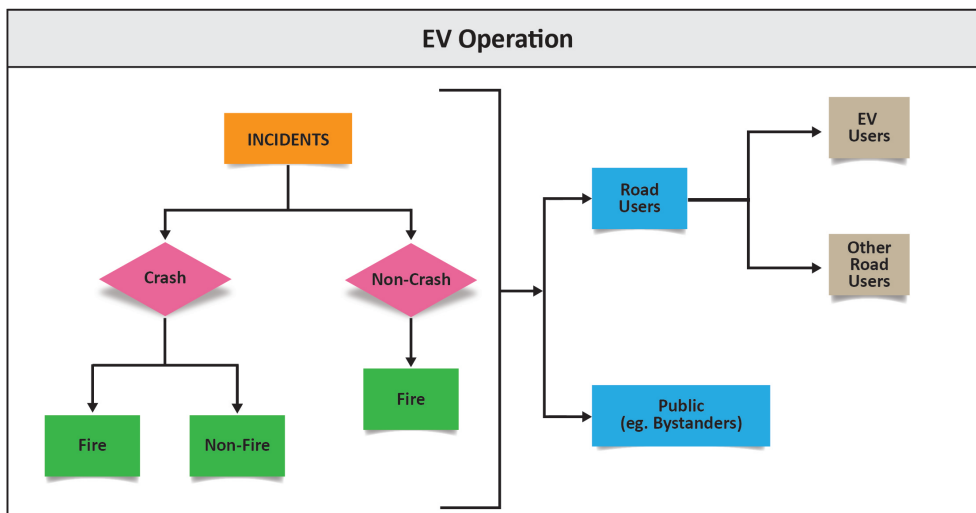 EV Operation
INCIDENTS
Crash
Non-Crash
Fire
Non-Fire
Fire
Road
Users
Public
(eg. Bystanders)
EV
Users
Other
Road
Users